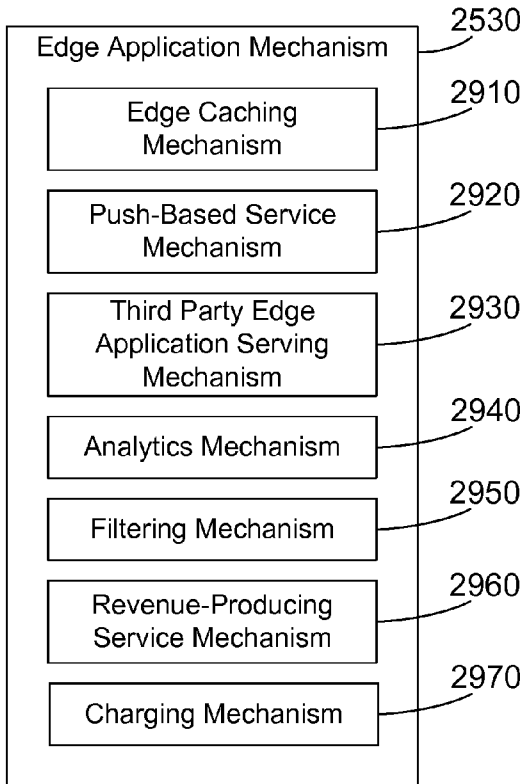 Edge Application Mechanism
2530
Edge Caching
Mechanism
2910
Push-Based Service
Mechanism
2920
Third Party Edge
Application Serving
Mechanism
2930
Analytics Mechanism
2940
Filtering Mechanism
2950
Revenue-Producing
Service Mechanism
2960
Charging Mechanism
2970